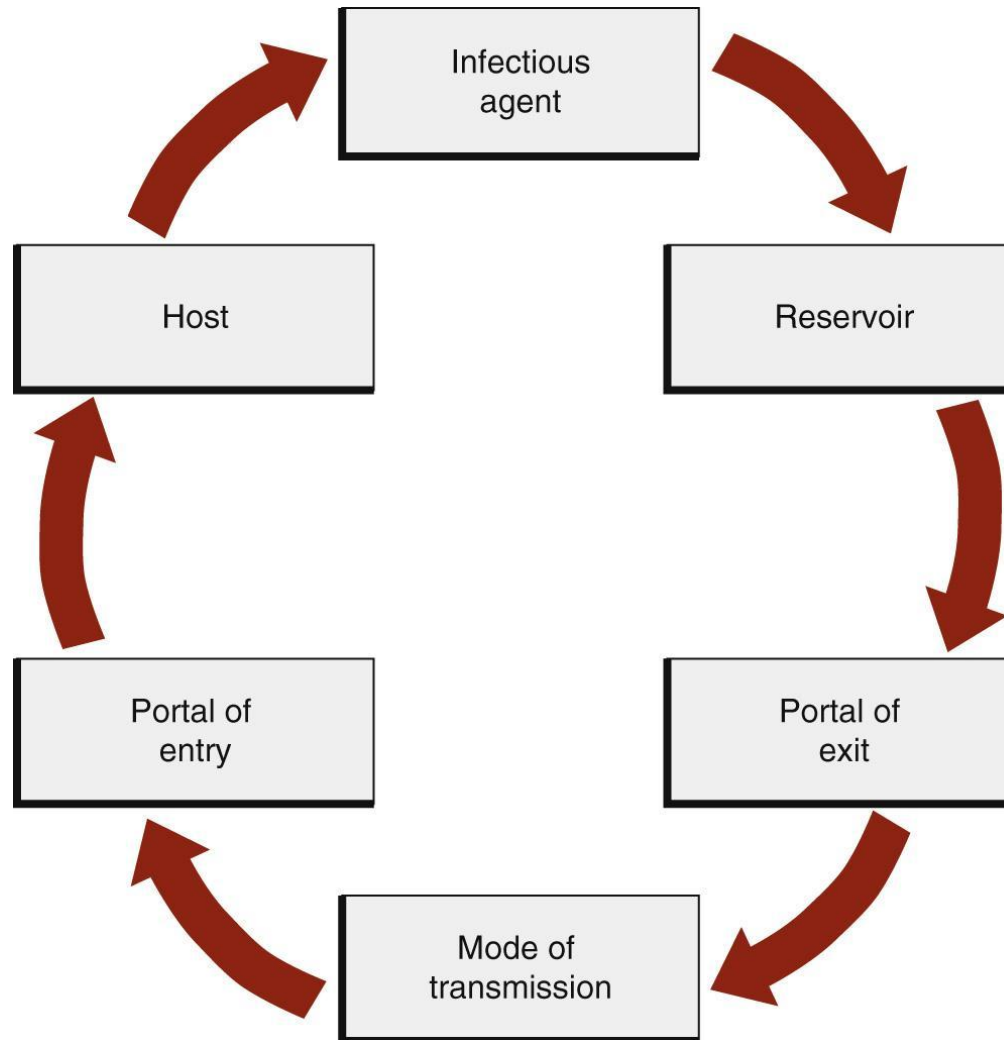 Infectious
agent
Host
Reservoir
Portal of
entry
Portal of
exit
Mode of
transmission